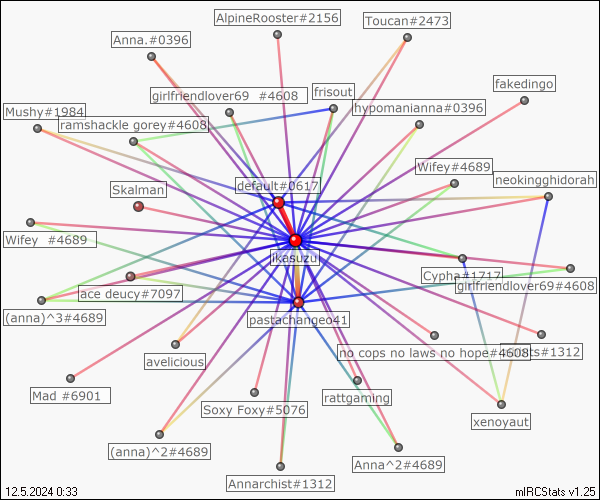 AlpineRooster#2156
Toucan#2473
Anna.#0396
fakedingo
girlfriendlover69 #4608
frisout
hypomanianna#0396
Mushy#1984
ramshackle gorey#4608
Wifey#4689
neokingghidorah
default#0617
Skalman
Wifey #4689
ikasuzu
Cypha#1717
girlfriendlover69#4608
ace deucy#7097
(anna)^3#4689
pastachangeo41
no cops no laws no hope#4608
#1312
avelicious
Mad #6901
rattgaming
Soxy Foxy#5076
xenoyaut
(anna)^2#4689
Anna^2#4689
Annarchist#1312
12.5.2024 0:33
mIRCStats v1.25